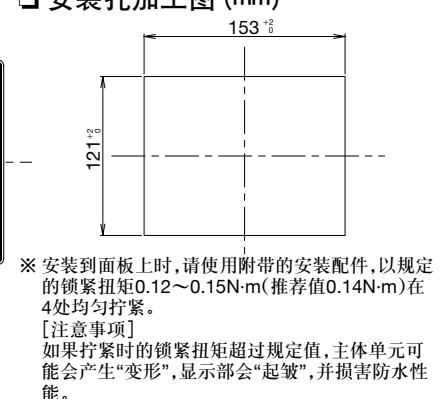 ❏ 安装孔加工图 (mm)
153 +2 0
121 +2 0
※ 安装到面板上时,请使用附带的安装配件,以规定
的锁紧扭矩0.12～0.15N·m(推荐值0.14N·m)在
4处均匀拧紧。
[注意事项]
如果拧紧时的锁紧扭矩超过规定值,主体单元可
能会产生“变形”,显示部会“起皱”,并损害防水性
能。